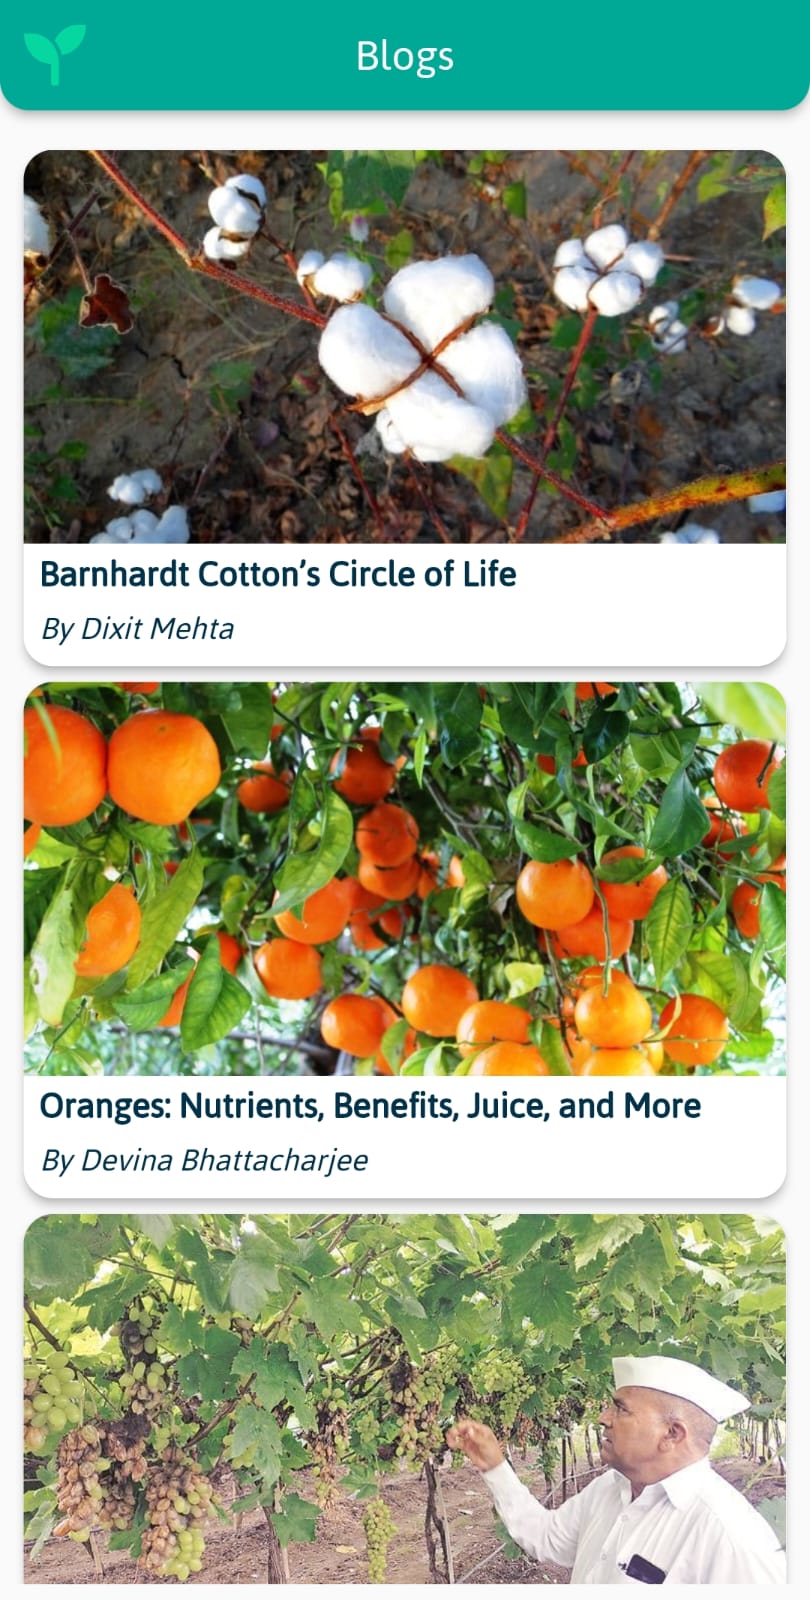 Blogs
Barnhardt Cotton’s Circle of Life
By Dixit Mehta
Oranges: Nutrients, Benefits, Juice, and More
By Devina Bhattacharjee